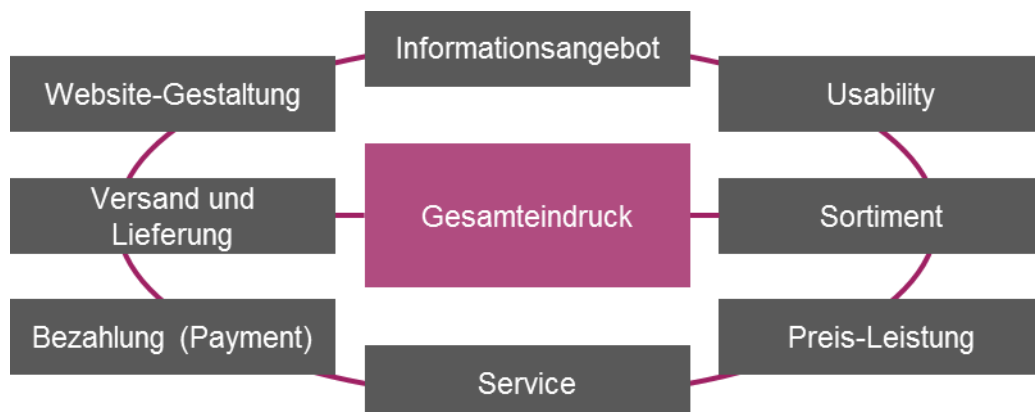 Informationsangebot
Website-Gestaltung
Usability
Versand und
Lieferung
Gesamteindruck
Sortiment
Bezahlung (Payment)
Preis-Leistung
Service